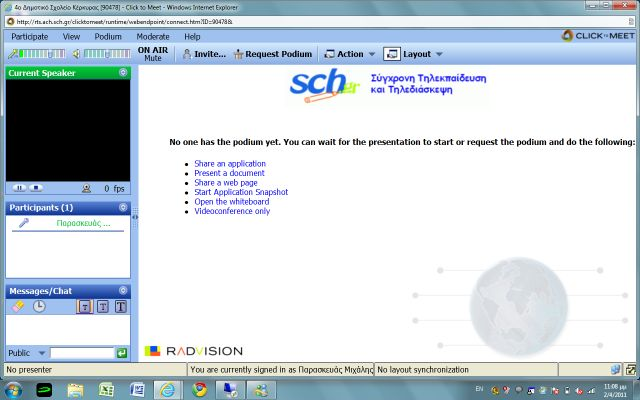 4ο Δημοτικό Σχολείο Κέρκυρας [90478] - Click to Meet - Windows Internet Explorer
http://rts.ach.sch.gr/clicktomeet/runtime/webendpoint/connect.htm?ID=90478&
Participate View Podium Moderate Help
CLICK TO MEET
ON AIR
Mute
Invite... Request Podium Action Layout
Current Speaker
sch.gr
Σύγχρονη Τηλεκπαίδευση
και Τηλεδιάσκεψη
No one has the podium yet. You can wait for the presentation to start or request the podium and do the following:
Share an application
Present a document
Share a web page
Start Application Snapshot
Open the whiteboard
Videoconference only
0 fps
Participants (1)
Παρασκευάς ...
Messages/Chat
T T T
Public
RADVISION
No presenter
You are currently signed in as Παρασκευάς Μιχάλης
No layout synchronization
EN
11:08 μμ
2/4/2011